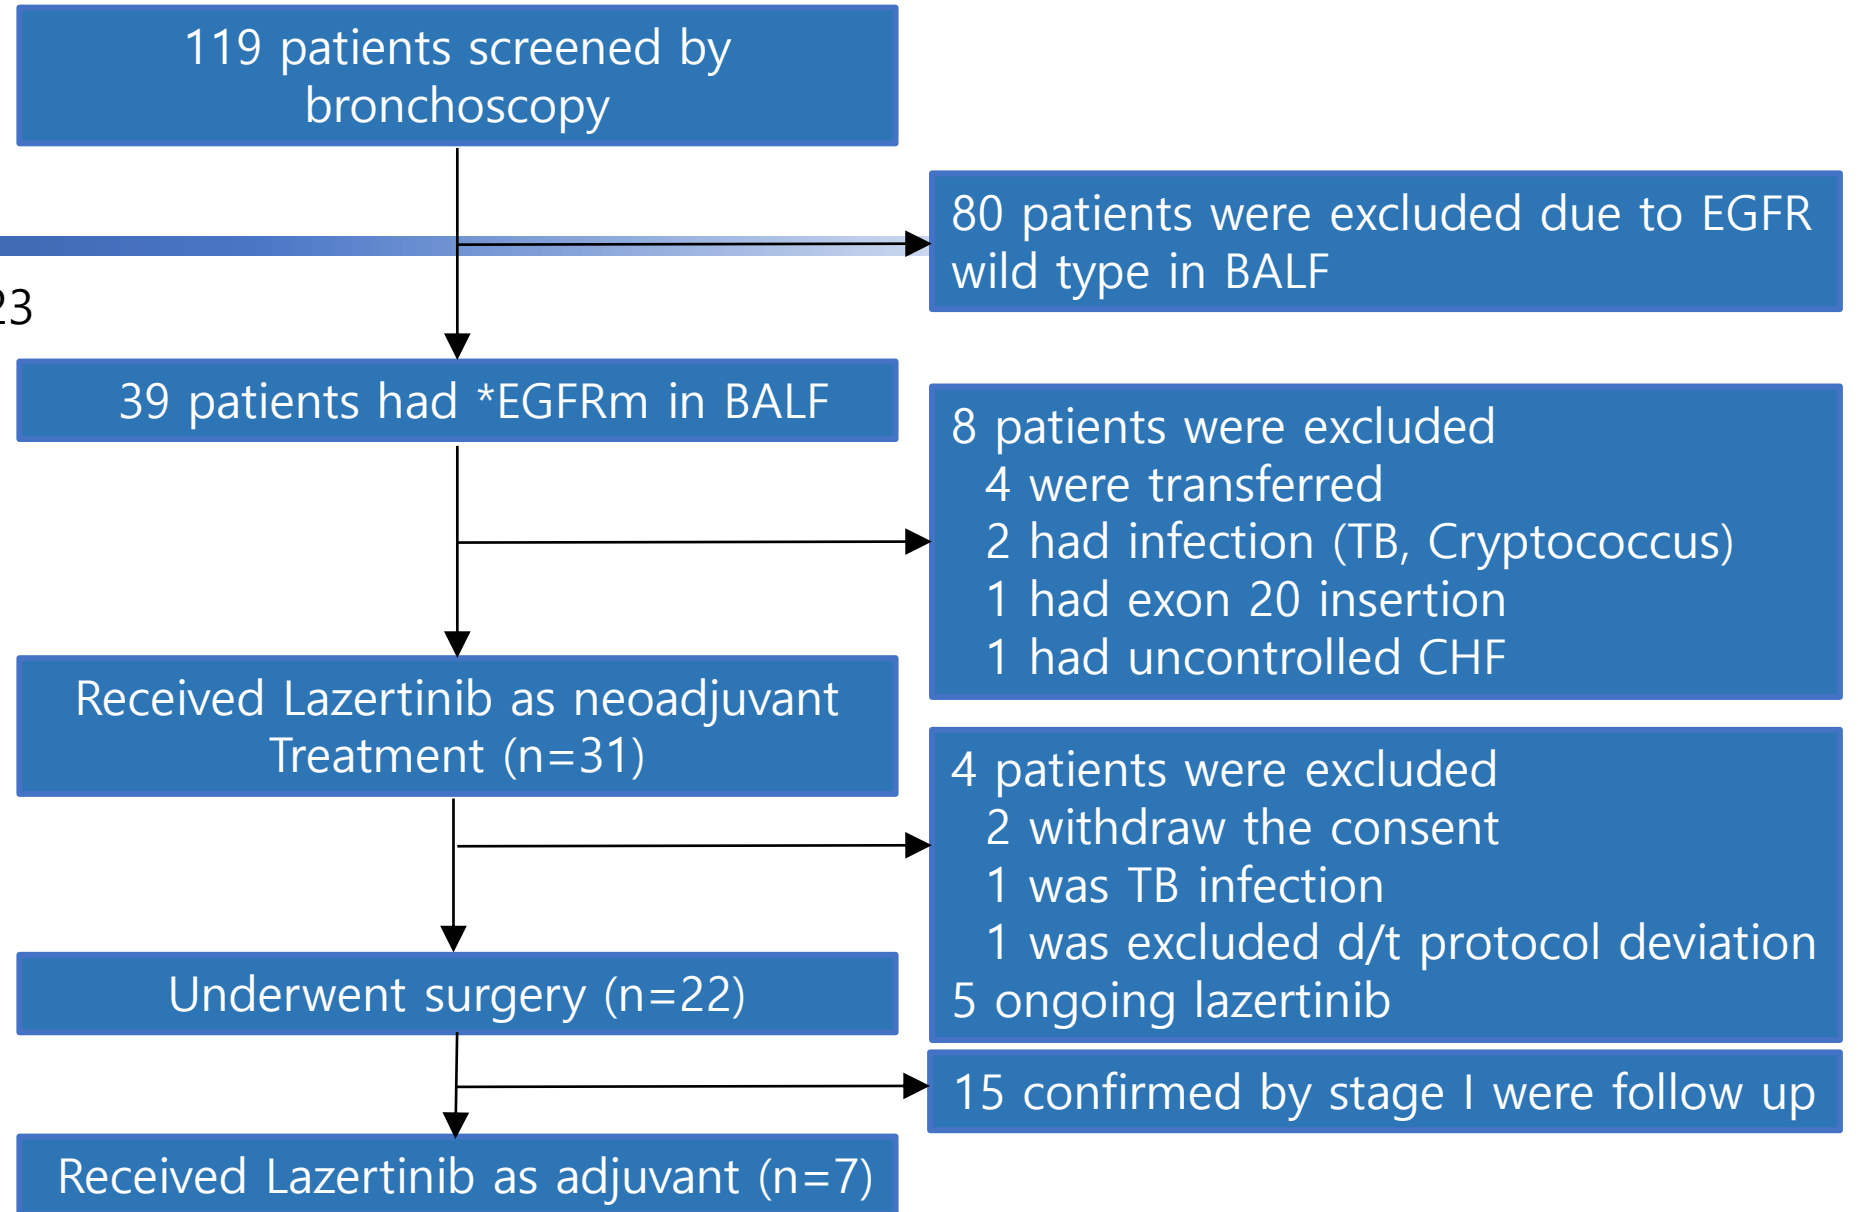 119 patients screened by
bronchoscopy
80 patients were excluded due to EGFR
wild type in BALF
23
39 patients had *EGFRm in BALF
8 patients were excluded
4 were transferred
2 had infection (TB, Cryptococcus)
1 had exon 20 insertion
1 had uncontrolled CHF
Received Lazertinib as neoadjuvant
Treatment (n=31)
4 patients were excluded
2 withdraw the consent
1 was TB infection
1 was excluded d/t protocol deviation
5 ongoing lazertinib
Underwent surgery (n=22)
15 confirmed by stage I were follow up
Received Lazertinib as adjuvant (n=7)